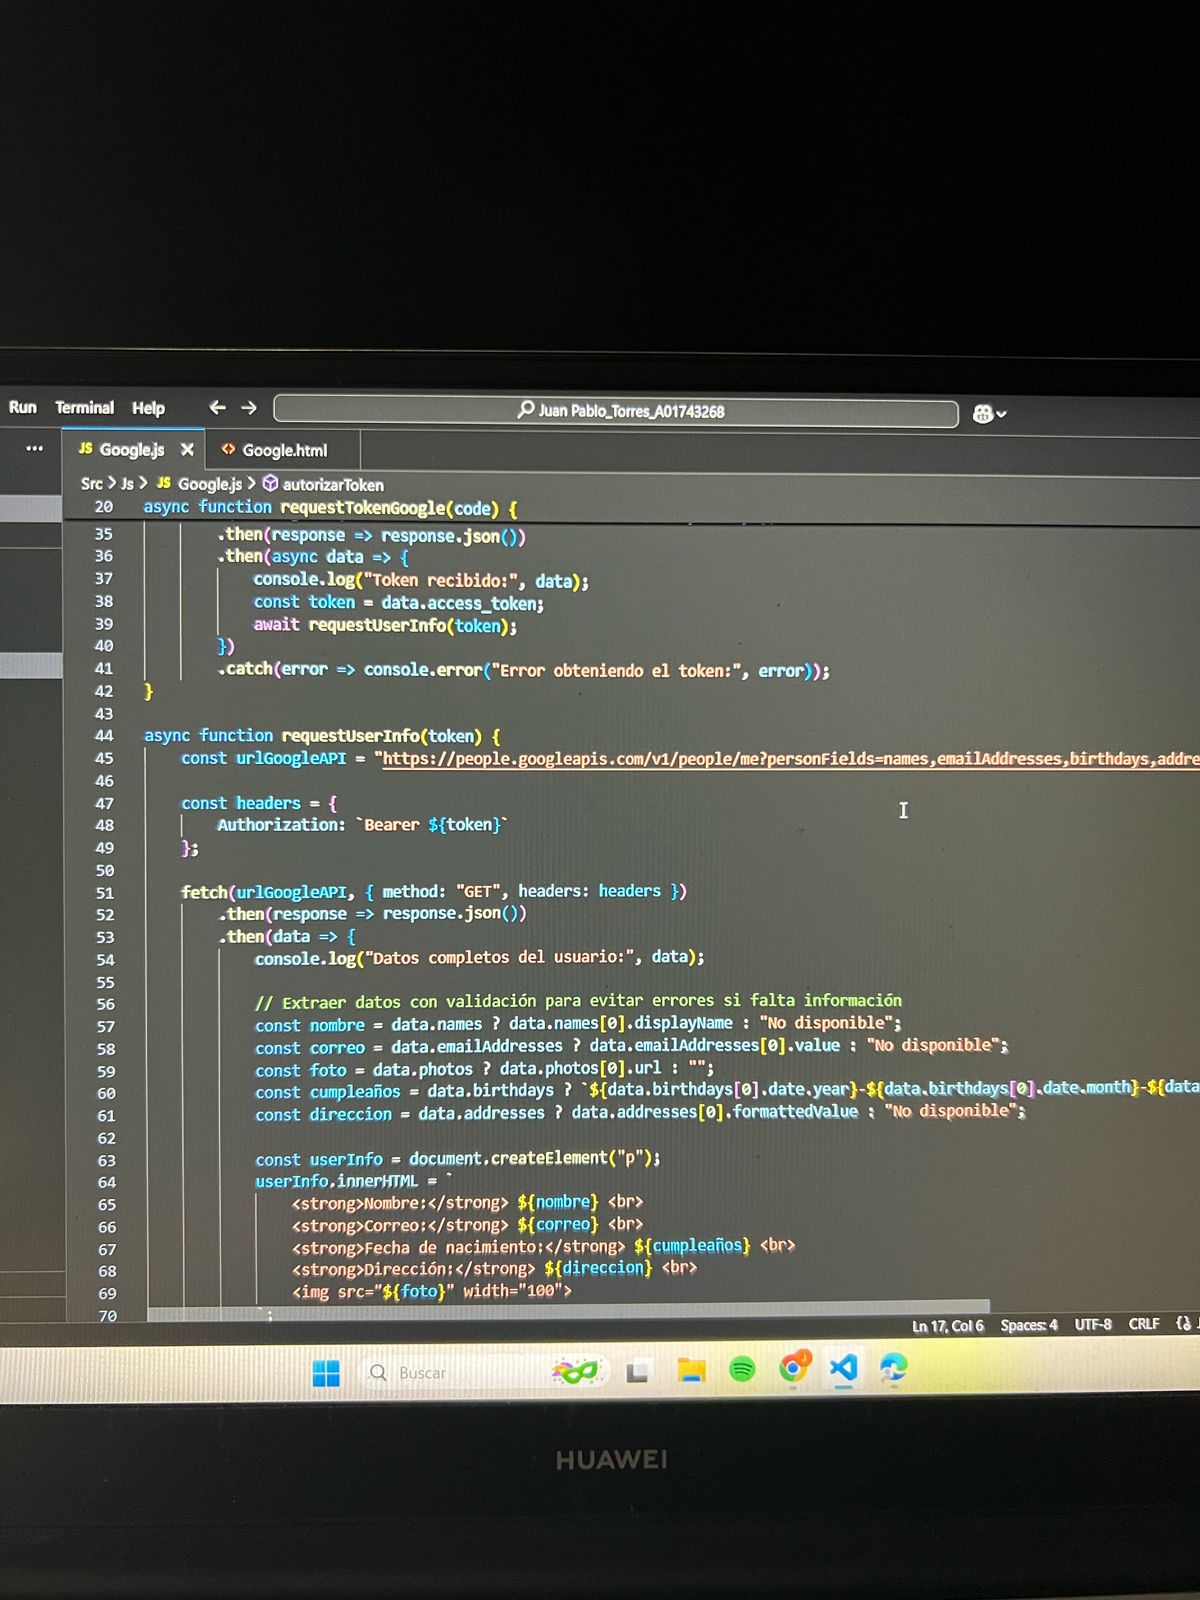 Run Terminal Help ← → Juan Pablo_Torres_A01743268
··· JS Google.js × <> Google.html
Src > Js > JS Google.js > autorizarToken
20 async function requestTokenGoogle(code) {
35 .then(response => response.json())
36 .then(async data => {
37 console.log("Token recibido:", data);
38 const token = data.access_token;
39 await requestUserInfo(token);
40 })
41 .catch(error => console.error("Error obteniendo el token:", error));
42 }
43
44 async function requestUserInfo(token) {
45 const urlGoogleAPI = "https://people.googleapis.com/v1/people/me?personFields=names,emailAddresses,birthdays,addre
46
47 const headers = {
48 Authorization: `Bearer ${token}`
49 };
50
51 fetch(urlGoogleAPI, { method: "GET", headers: headers })
52 .then(response => response.json())
53 .then(data => {
54 console.log("Datos completos del usuario:", data);
55
56 // Extraer datos con validación para evitar errores si falta información
57 const nombre = data.names ? data.names[0].displayName : "No disponible";
58 const correo = data.emailAddresses ? data.emailAddresses[0].value : "No disponible";
59 const foto = data.photos ? data.photos[0].url : "";
60 const cumpleaños = data.birthdays ? `${data.birthdays[0].date.year}-${data.birthdays[0].date.month}-${data
61 const direccion = data.addresses ? data.addresses[0].formattedValue : "No disponible";
62
63 const userInfo = document.createElement("p");
64 userInfo.innerHTML = `
65 <strong>Nombre:</strong> ${nombre} <br>
66 <strong>Correo:</strong> ${correo} <br>
67 <strong>Fecha de nacimiento:</strong> ${cumpleaños} <br>
68 <strong>Dirección:</strong> ${direccion} <br>
69 <img src="${foto}" width="100">
70 `;
Ln 17, Col 6 Spaces: 4 UTF-8 CRLF {}
Buscar
HUAWEI